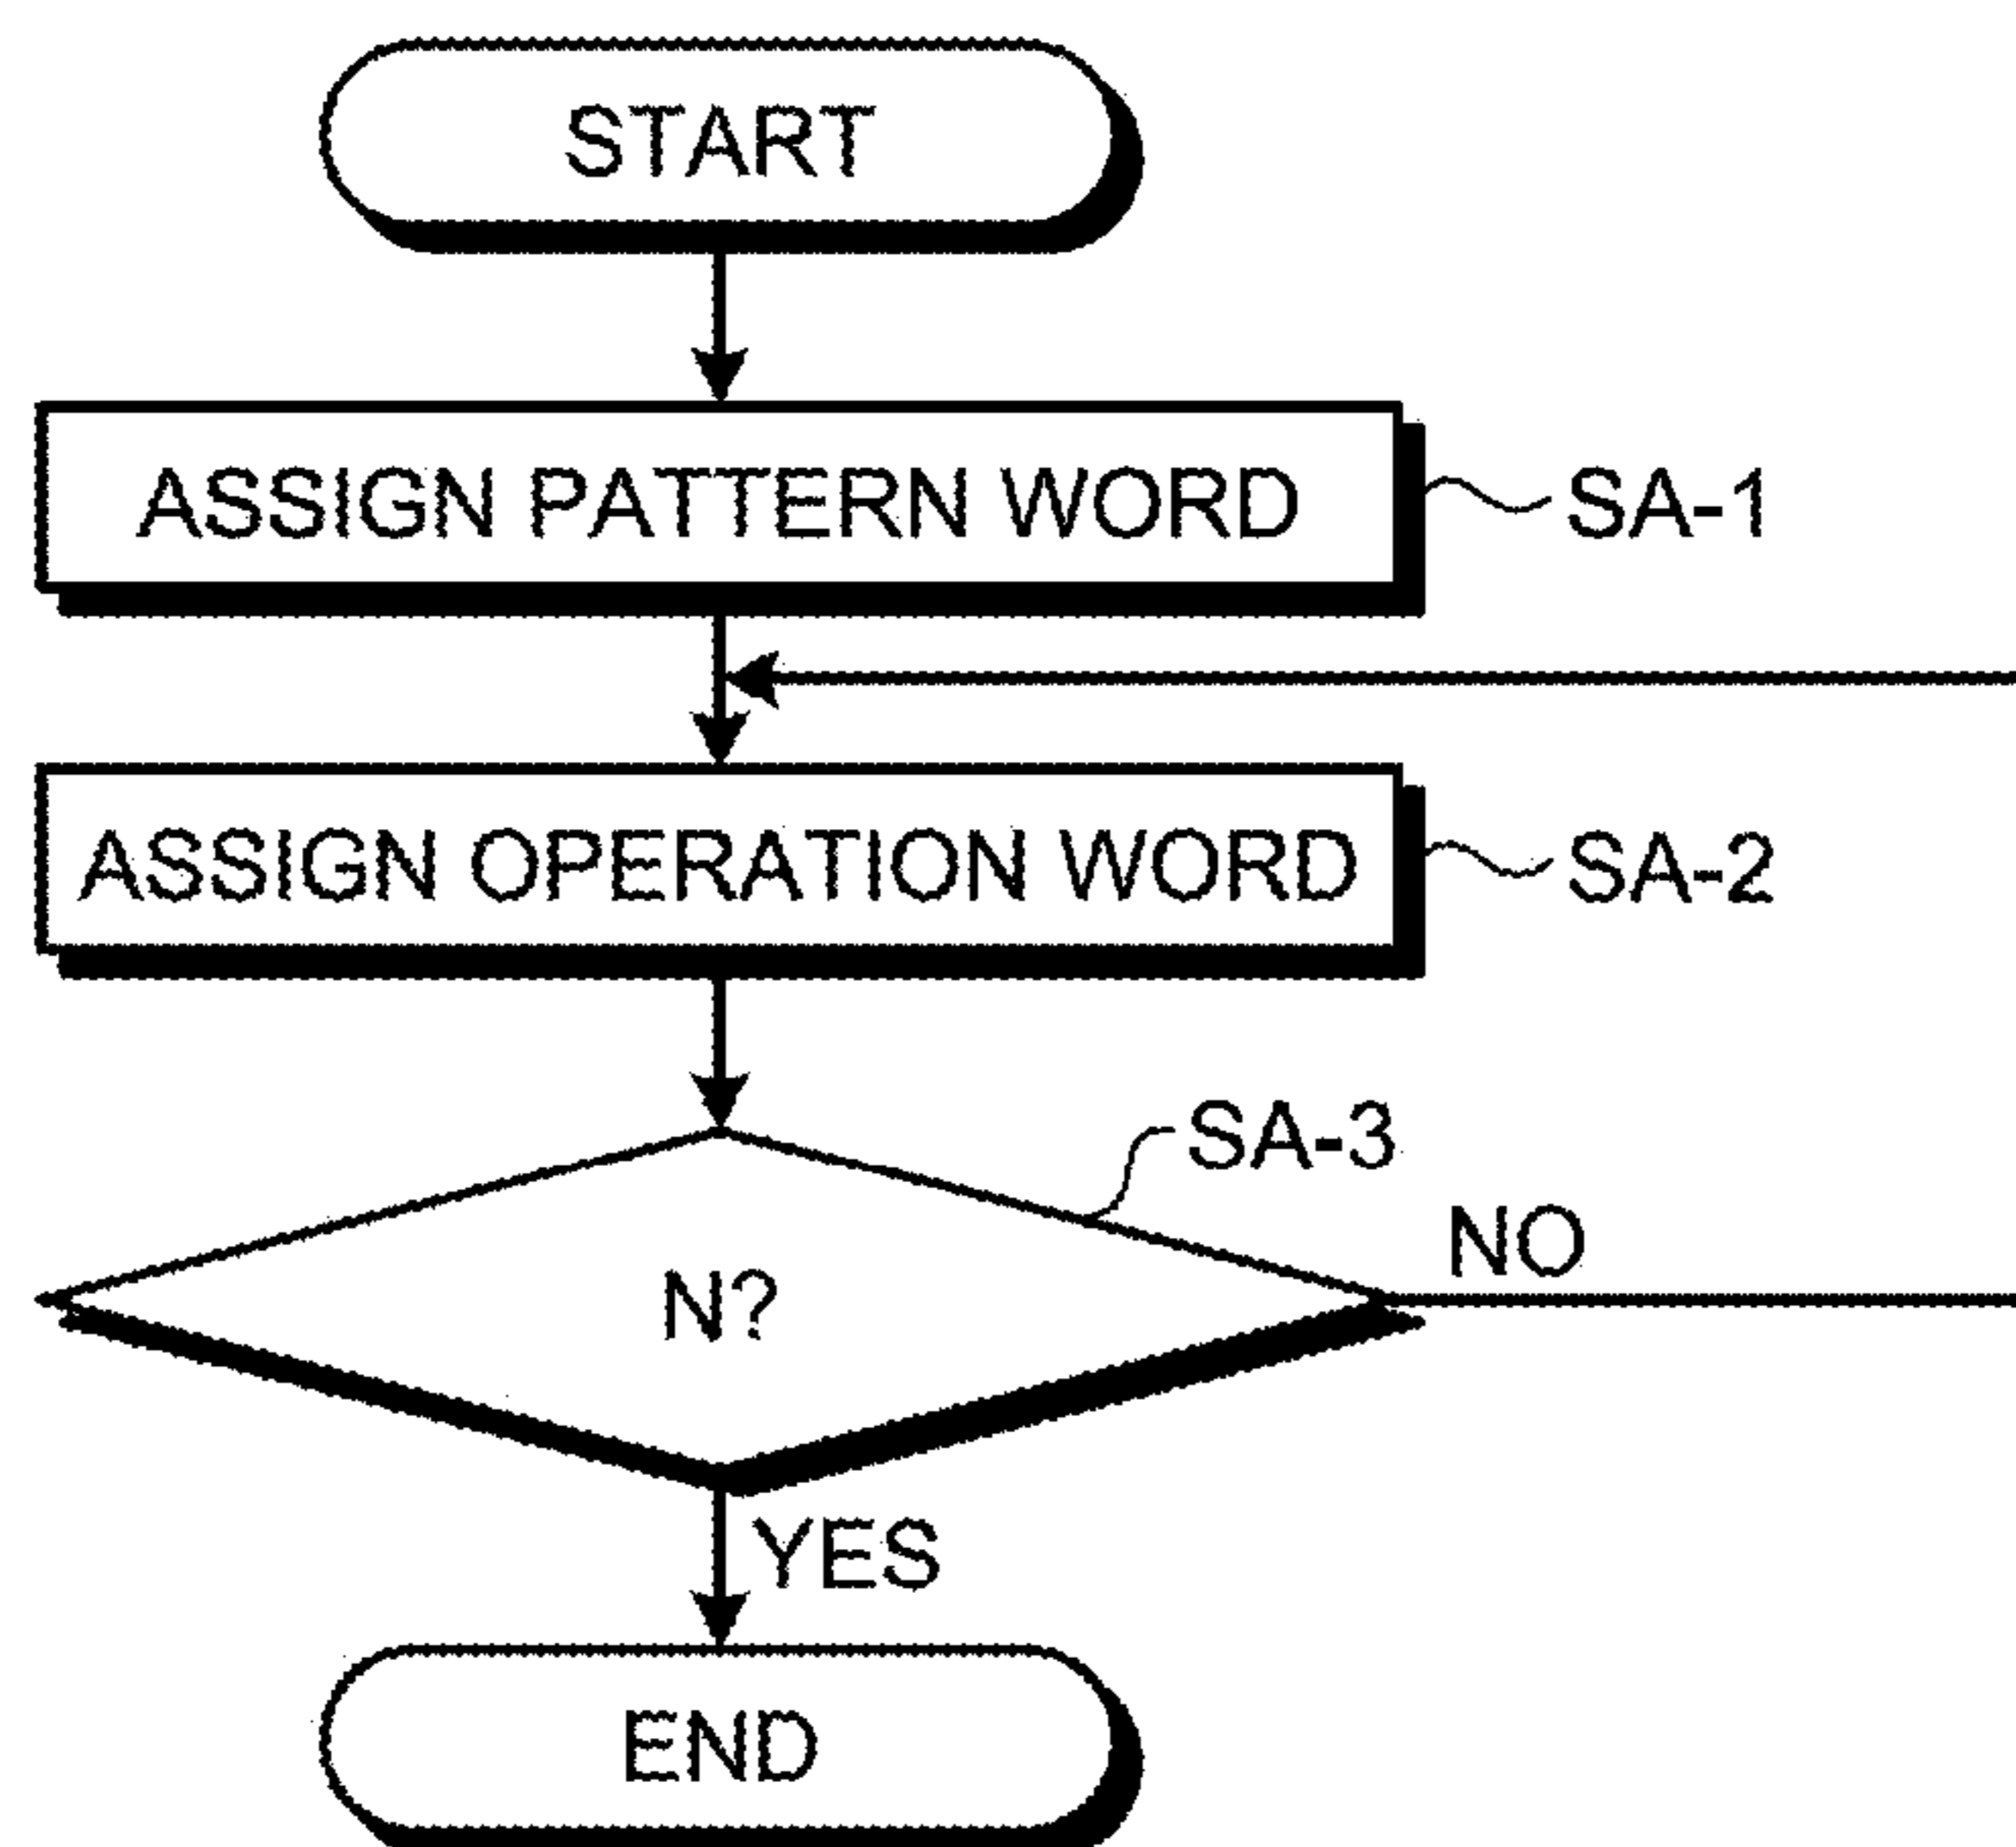 START
ASSIGN PATTERN WORD
SA-1
ASSIGN OPERATION WORD
SA-2
SA-3
N?
NO
YES
END